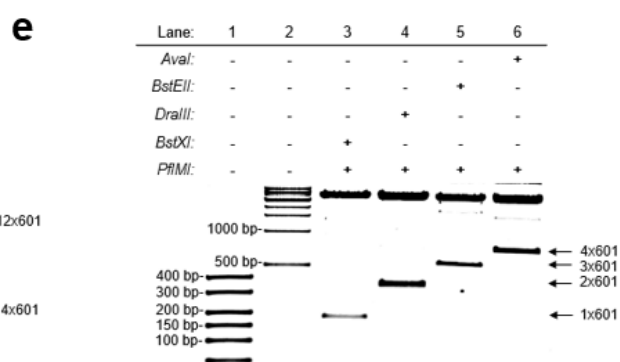 e
Lane: 1 2 3 4 5 6
AvaI: - - - - - +
BstEII: - - - - + -
DraIII: - - - + - -
BstXI: - - + - - -
PflMI: - - + + + +
12x601
1000 bp-
500 bp-
400 bp-
300 bp-
200 bp-
150 bp-
100 bp-
4x601
← 4x601
← 3x601
← 2x601
← 1x601